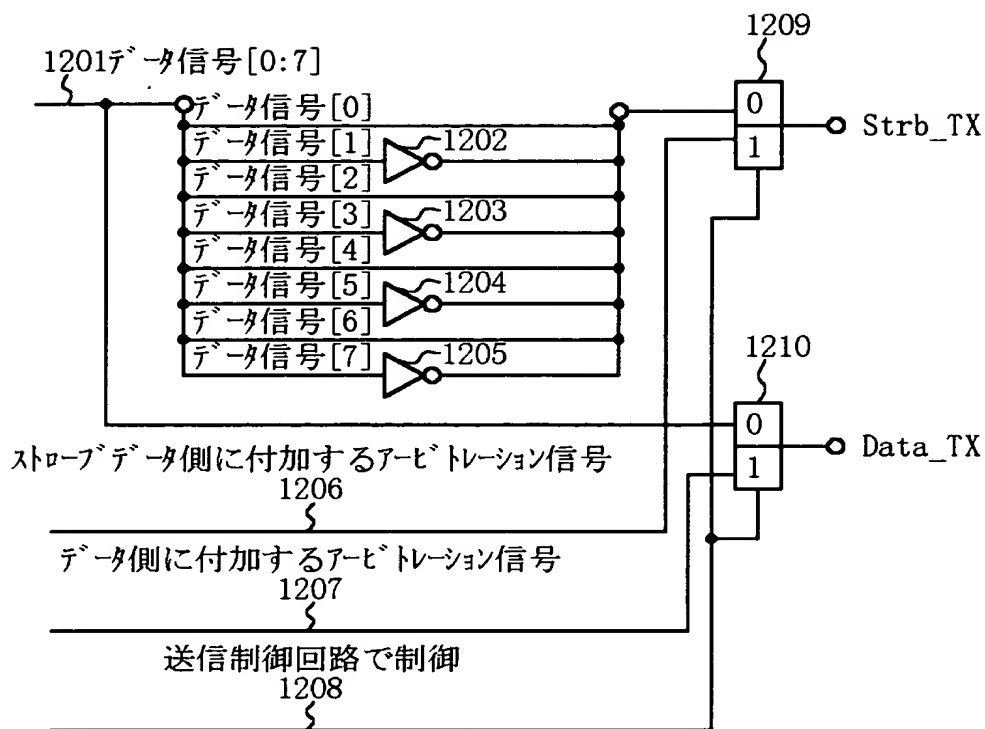 1209
1201データ信号[0:7]
データ信号[0]
0
Strb_TX
データ信号[1]
1202
1
データ信号[2]
データ信号[3]
1203
データ信号[4]
データ信号[5]
1204
データ信号[6]
データ信号[7]
1205
1210
0
Data_TX
1
ストローブデータ側に付加するアービトレーション信号
1206
データ側に付加するアービトレーション信号
1207
送信制御回路で制御
1208